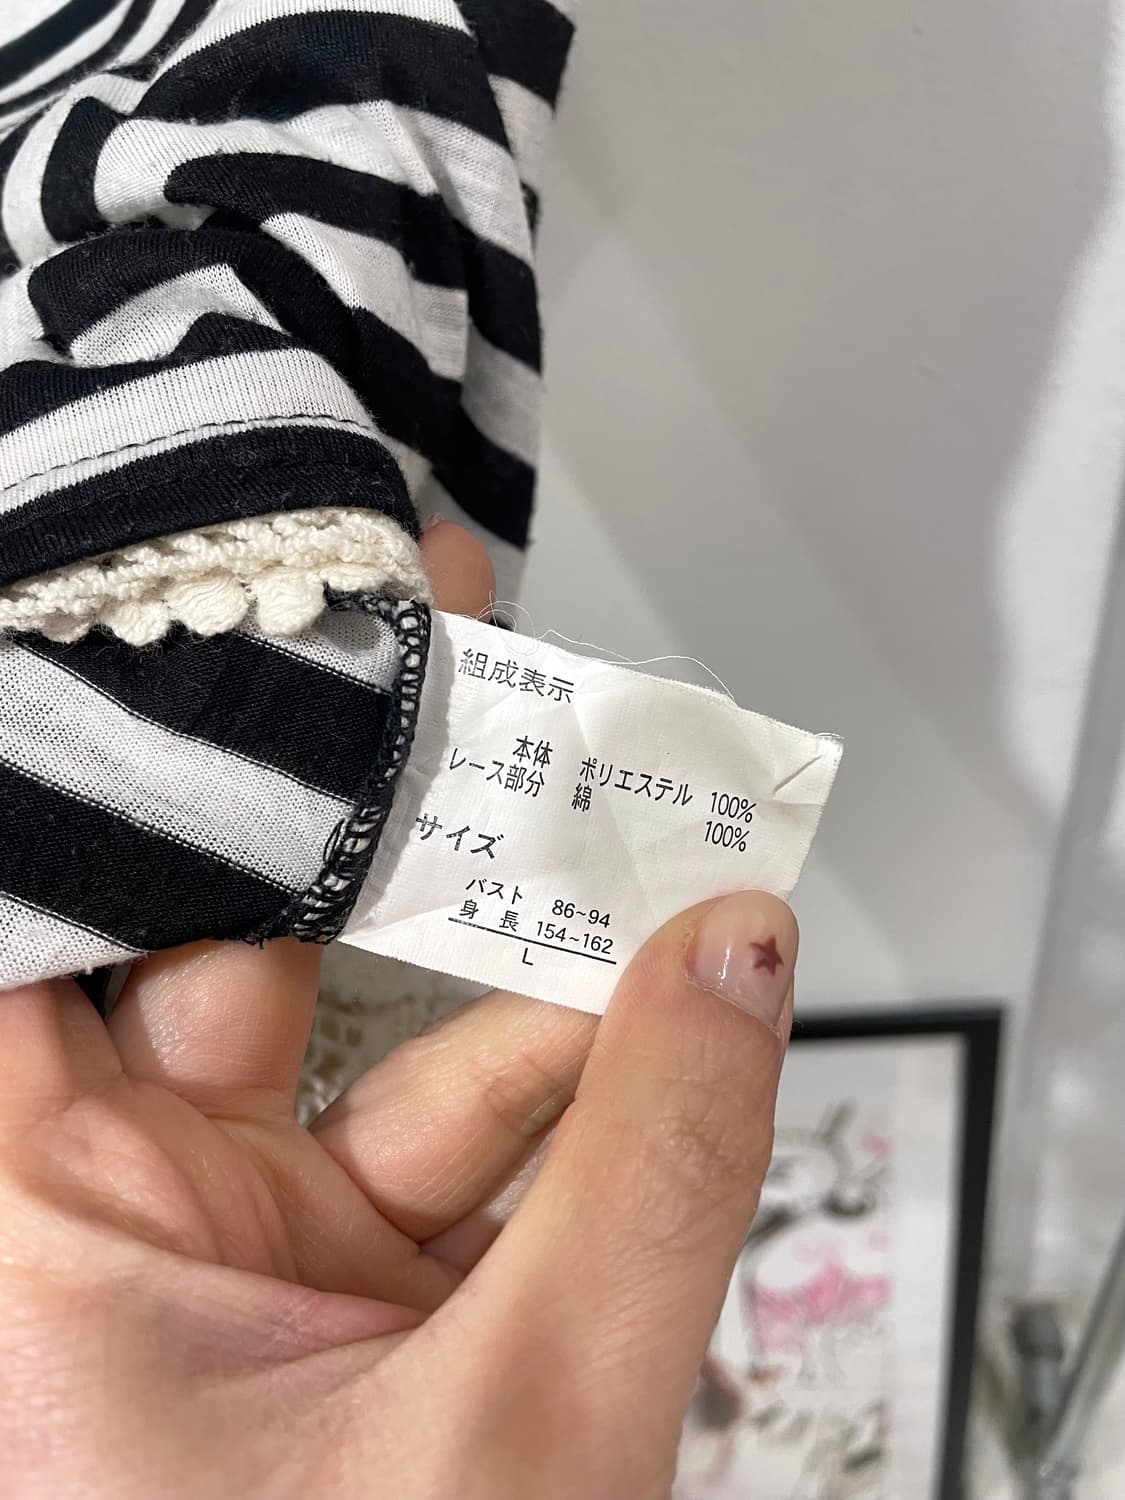 組成表示
本体 ポリエステル 100%
レース部分 綿 100%
サイズ
バスト 86~94
身長 154~162
L